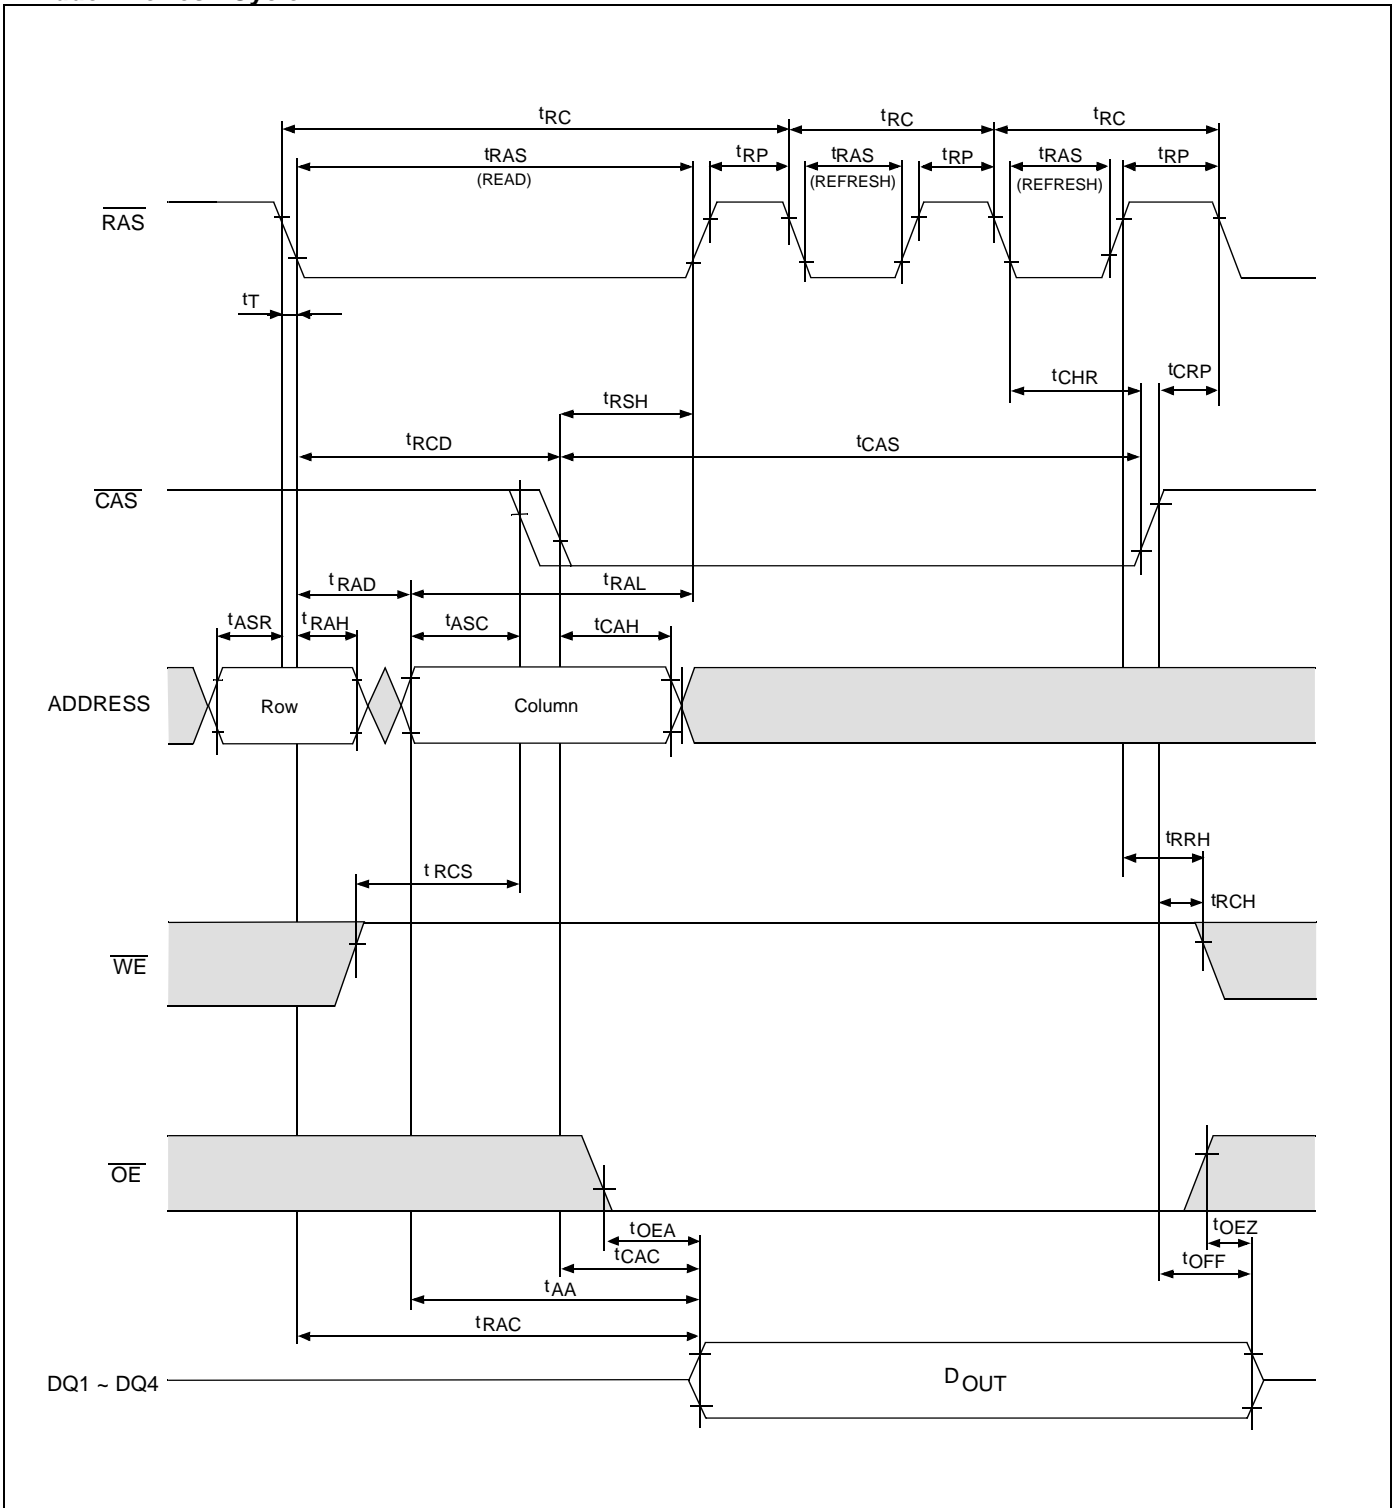 tRC tRC tRC
tRAS tRP tRAS tRP tRAS tRP
(READ) (REFRESH) (REFRESH)
RAS
tT
tCHR tCRP
tRSH
tRCD tCAS
CAS
tRAD tRAL
tASR tRAH tASC tCAH
ADDRESS Row Column
tRRH
tRCS
tRCH
WE
OE
tOEA tOEZ
tCAC tOFF
tAA
tRAC
DQ1 ~ DQ4 DOUT